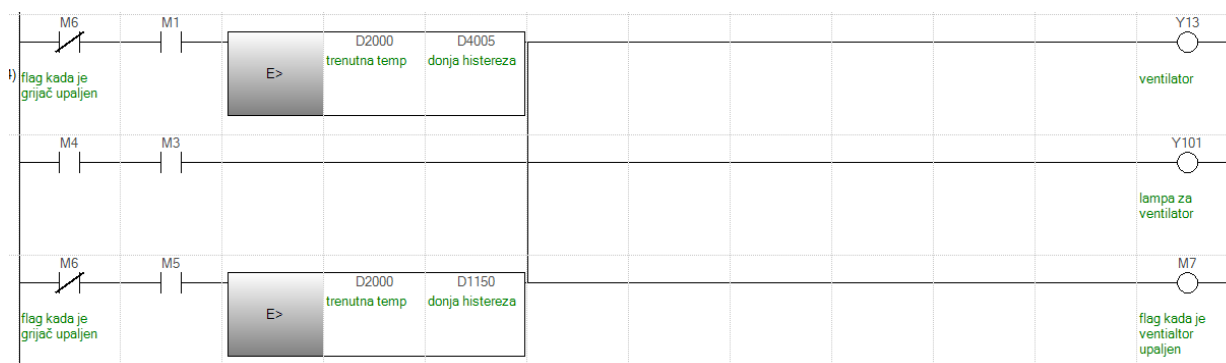 M6 M1 Y13
D2000 D4005
E>
trenutna temp donja histereza
4) flag kada je
grijač upaljen
ventilator
M4 M3 Y101
lampa za
ventilator
M6 M5 M7
D2000 D1150
E>
trenutna temp donja histereza
flag kada je
grijač upaljen
flag kada je
ventialtor
upaljen